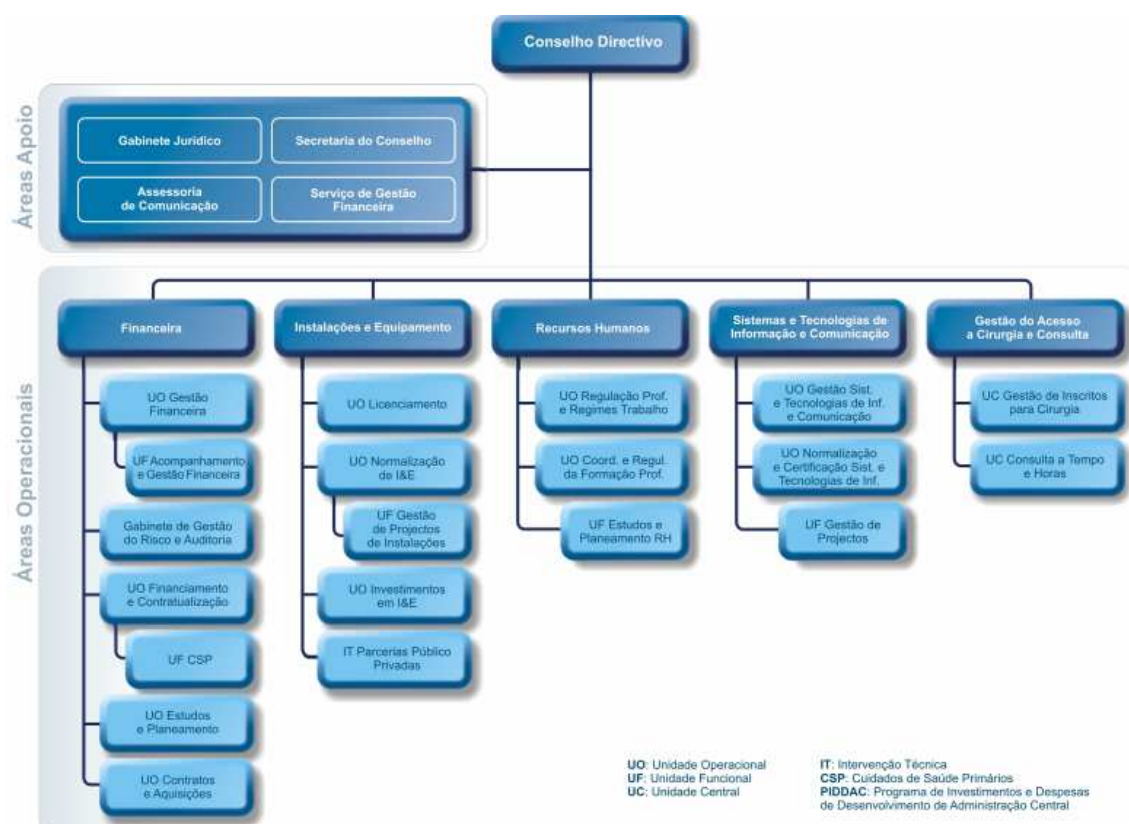 Conselho Directivo
Áreas Apoio
Gabinete Jurídico
Secretaria do Conselho
Assessoria
de Comunicação
Serviço de Gestão
Financeira
Áreas Operacionais
Financeira
UO Gestão
Financeira
UF Acompanhamento
e Gestão Financeira
Gabinete de Gestão
do Risco e Auditoria
UO Financiamento
e Contratualização
UF CSP
UO Estudos
e Planeamento
UO Contratos
e Aquisições
Instalações e Equipamento
UO Licenciamento
UO Normalização
de I&E
UF Gestão
de Projectos
de Instalações
UO Investimentos
em I&E
IT Parcerias Público
Privadas
Recursos Humanos
UO Regulação Prof.
e Regimes Trabalho
UO Coord. e Regul.
da Formação Prof.
UF Estudos e
Planeamento RH
Sistemas e Tecnologias de
Informação e Comunicação
UO Gestão Sist.
e Tecnologias de Inf.
e Comunicação
UO Normalização
e Certificação Sist. e
Tecnologias de Inf.
UF Gestão de
Projectos
Gestão do Acesso
a Cirurgia e Consulta
UC Gestão de Inscritos
para Cirurgia
UC Consulta a Tempo
e Horas
UO: Unidade Operacional
UF: Unidade Funcional
UC: Unidade Central
IT: Intervenção Técnica
CSP: Cuidados de Saúde Primários
PIDDAC: Programa de Investimentos e Despesas
de Desenvolvimento de Administração Central